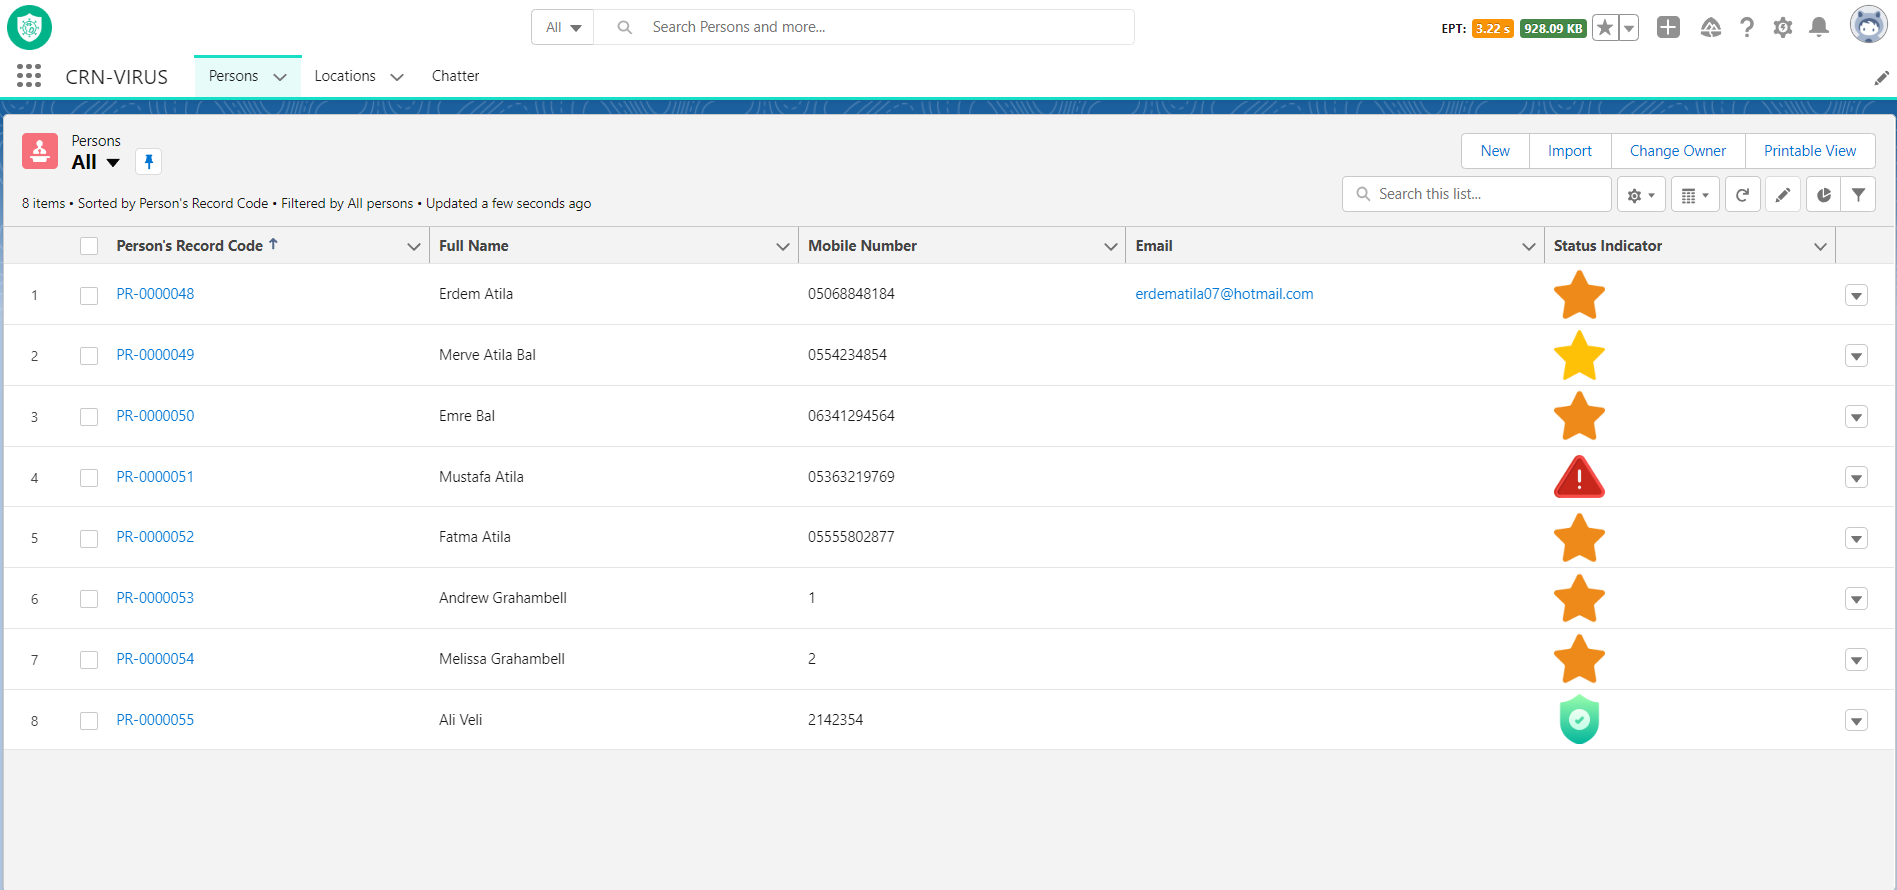 All Search Persons and more... EPT: 3.22 s 928.09 KB
CRN-VIRUS Persons Locations Chatter
Persons
All
New Import Change Owner Printable View
8 items • Sorted by Person's Record Code • Filtered by All persons • Updated a few seconds ago
Search this list...
Person's Record Code ↑ Full Name Mobile Number Email Status Indicator
1 PR-0000048 Erdem Atila 05068848184 erdematila07@hotmail.com
2 PR-0000049 Merve Atila Bal 0554234854
3 PR-0000050 Emre Bal 06341294564
4 PR-0000051 Mustafa Atila 05363219769
5 PR-0000052 Fatma Atila 05555802877
6 PR-0000053 Andrew Grahambell 1
7 PR-0000054 Melissa Grahambell 2
8 PR-0000055 Ali Veli 2142354